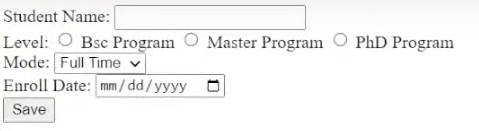 Student Name:
Level: Bsc Program Master Program PhD Program
Mode: Full Time
Enroll Date: mm/dd/yyyy
Save